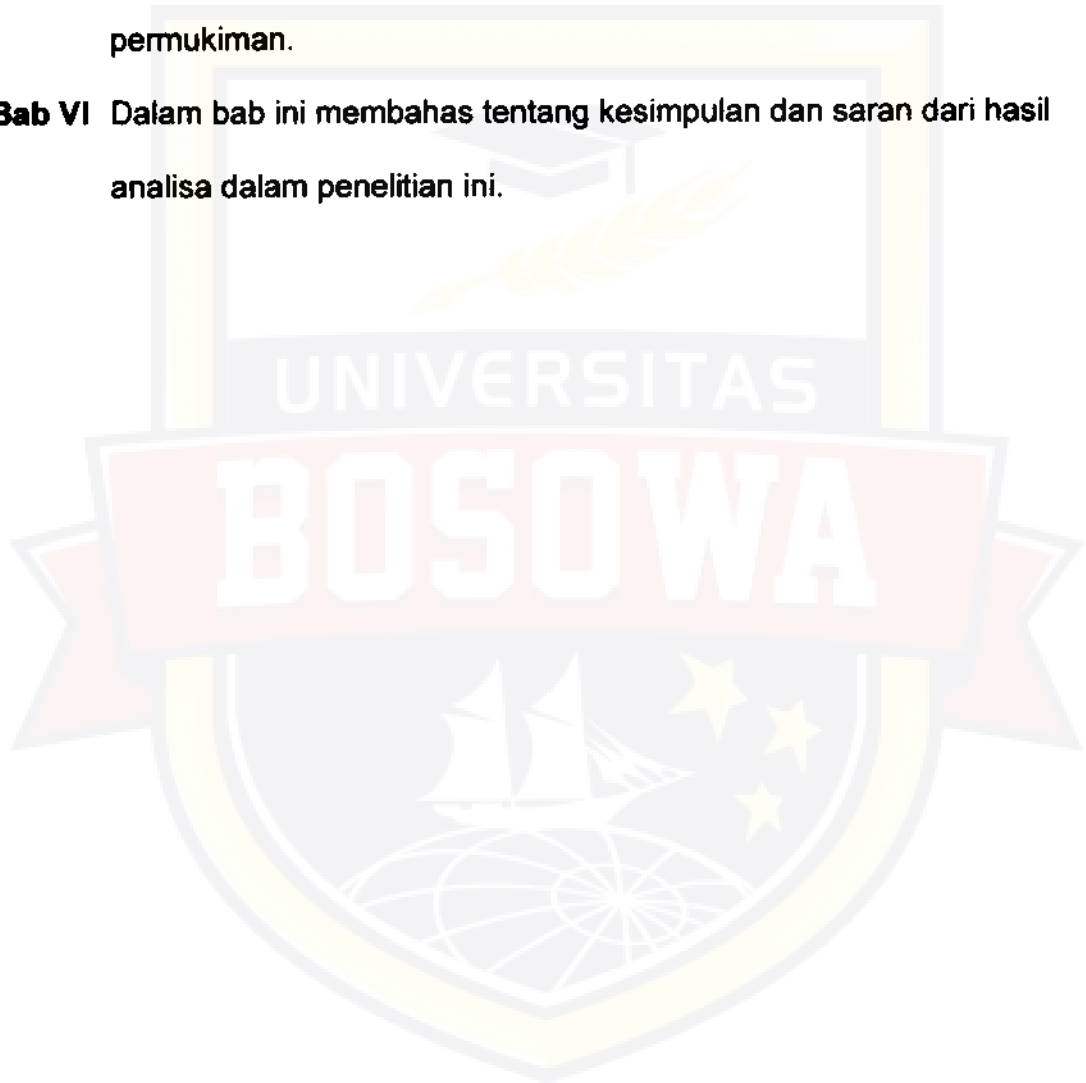 permukiman.
Bab VI Dalam bab ini membahas tentang kesimpulan dan saran dari hasil
analisa dalam penelitian ini.
UNIVERSITAS
BOSOWA